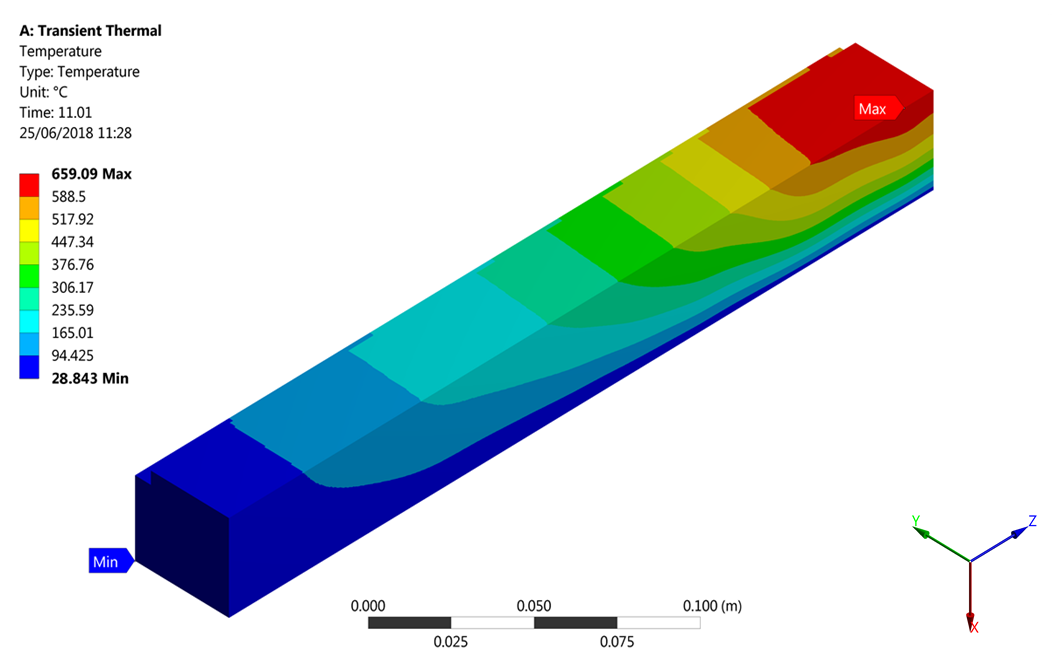 A: Transient Thermal
Temperature
Type: Temperature
Unit: °C
Time: 11.01
25/06/2018 11:28
659.09 Max
588.5
517.92
447.34
376.76
306.17
235.59
165.01
94.425
28.843 Min
Max
Min
Y
Z
X
0.000 0.050 0.100 (m)
0.025 0.075